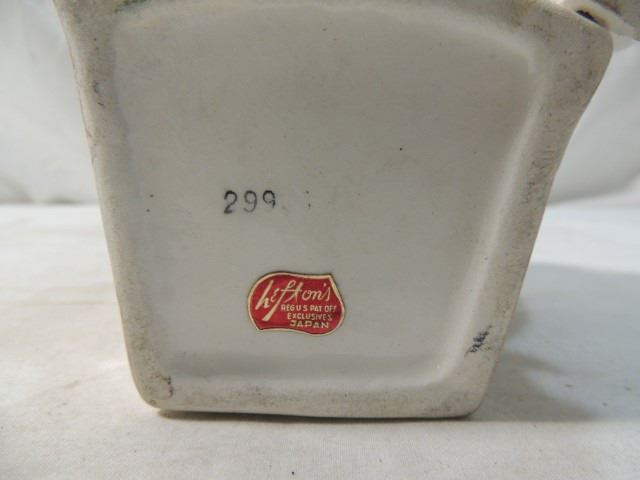 299
Lefton's
REG U S PAT OFF
EXCLUSIVES
JAPAN